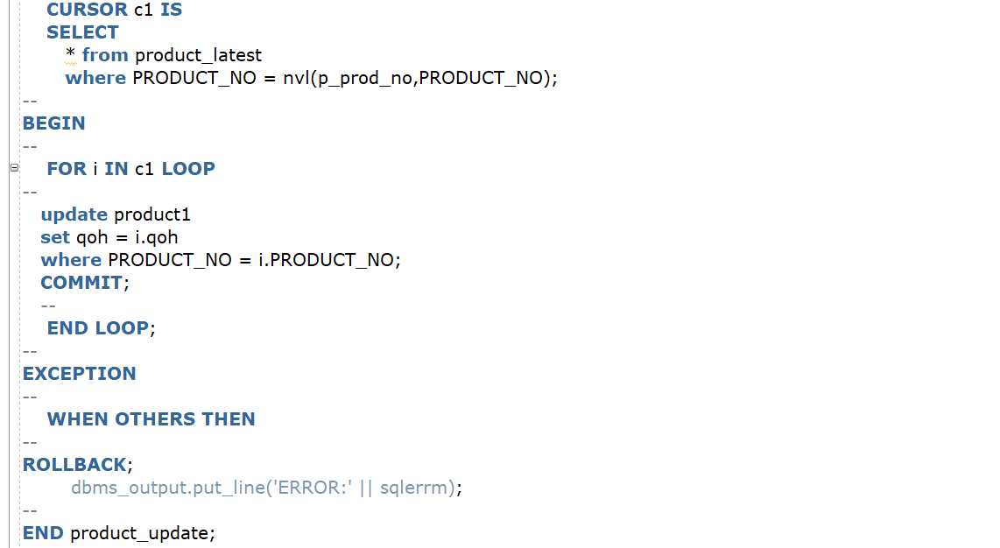 CURSOR c1 IS
SELECT
* from product_latest
where PRODUCT_NO = nvl(p_prod_no,PRODUCT_NO);
--
BEGIN
--
FOR i IN c1 LOOP
--
update product1
set qoh = i.qoh
where PRODUCT_NO = i.PRODUCT_NO;
COMMIT;
--
END LOOP;
--
EXCEPTION
--
WHEN OTHERS THEN
--
ROLLBACK;
dbms_output.put_line('ERROR:' || sqlerrm);
--
END product_update;